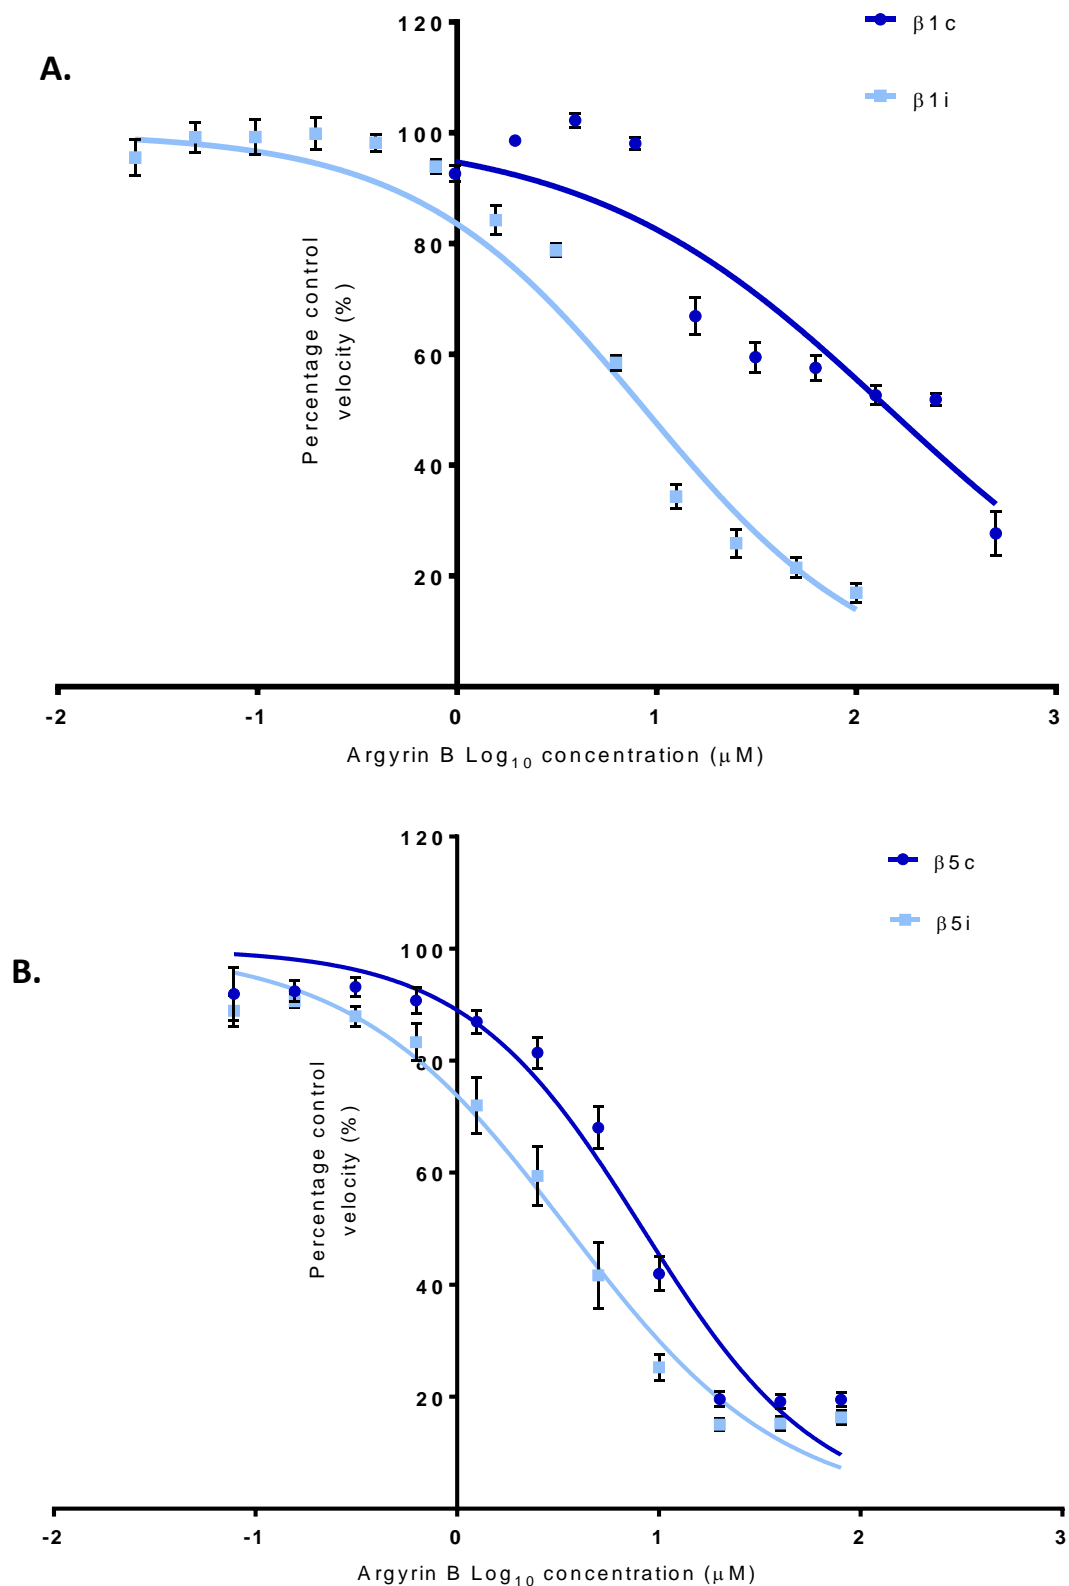 A.
β1c
β1i
120
100
80
60
40
20
Percentage control
velocity (%)
-2 -1 0 1 2 3
Argyrin B Log10 concentration (μM)
B.
β5c
β5i
120
100
80
60
40
20
Percentage control
velocity (%)
-2 -1 0 1 2 3
Argyrin B Log10 concentration (μM)